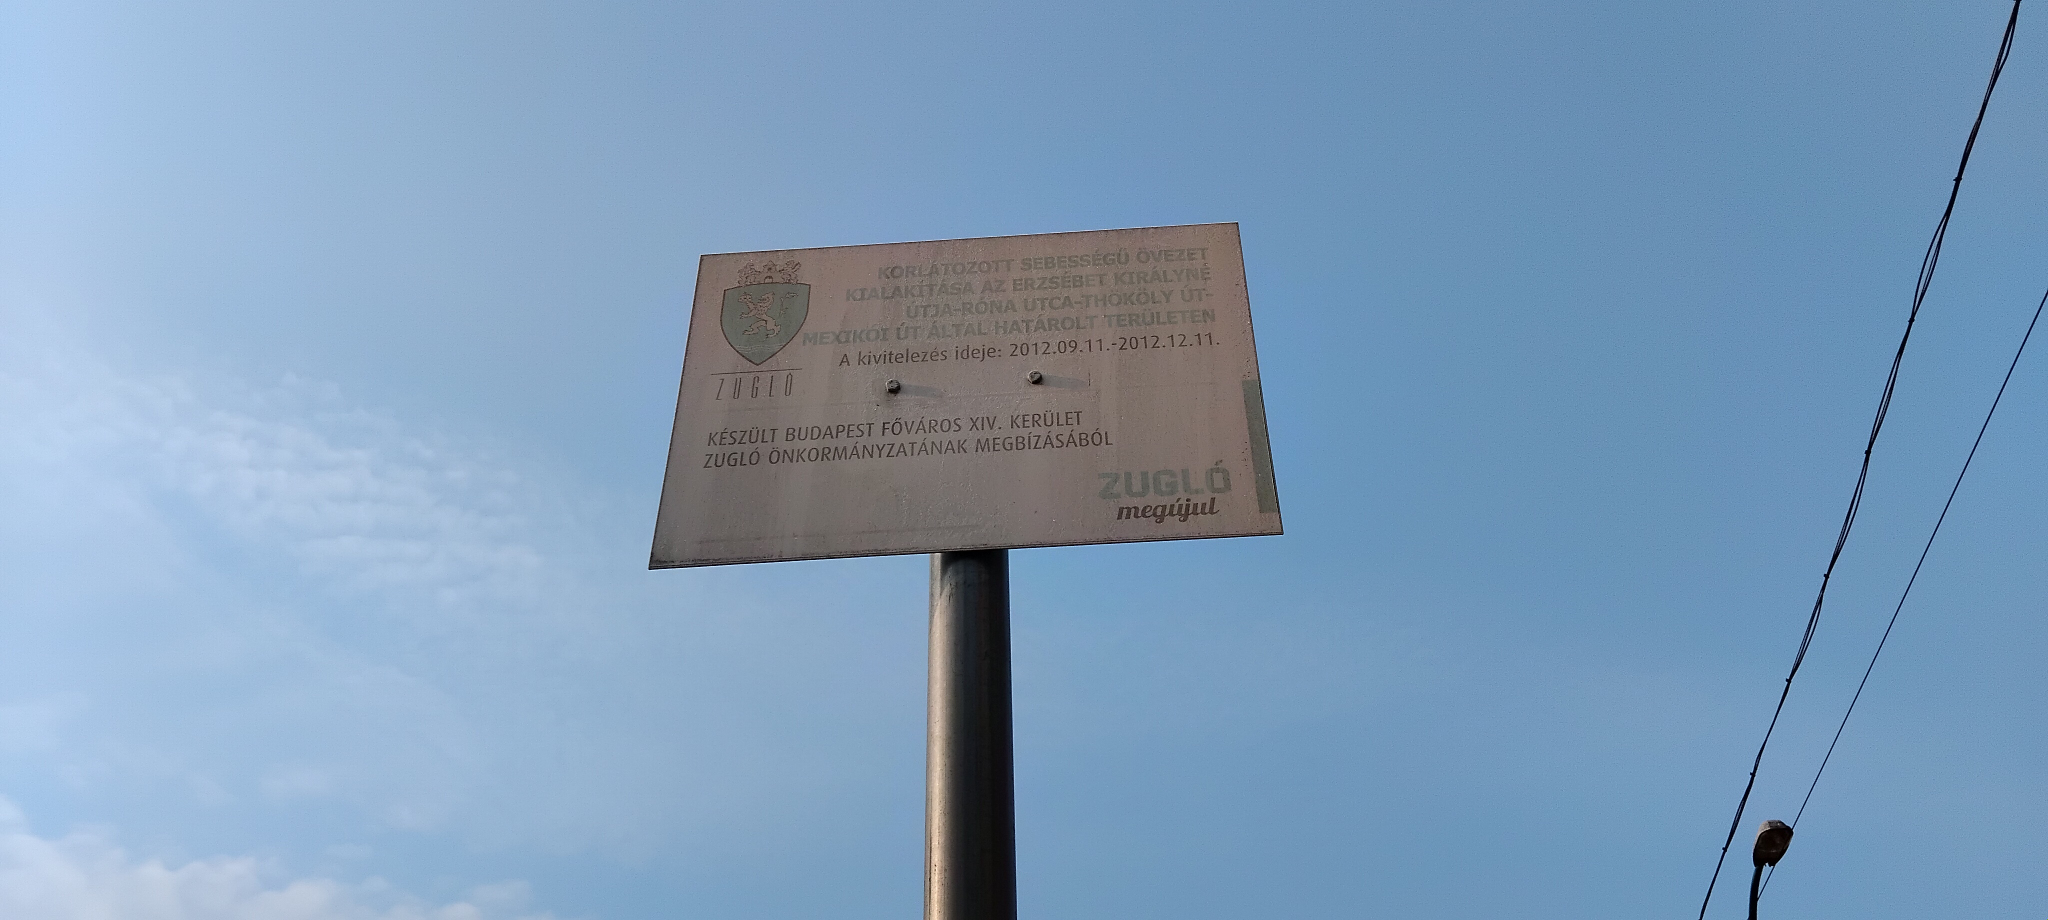 KORLÁTOZOTT SEBESSÉGŰ ÖVEZET
KIALAKÍTÁSA AZ ERZSÉBET KIRÁLYNÉ
ÚTJA-RÓNA UTCA-THÖKÖLY ÚT-
MEXIKÓI ÚT ÁLTAL HATÁROLT TERÜLETEN
A kivitelezés ideje: 2012.09.11.-2012.12.11.
ZUGLÓ
KÉSZÜLT BUDAPEST FŐVÁROS XIV. KERÜLET
ZUGLÓ ÖNKORMÁNYZATÁNAK MEGBÍZÁSÁBÓL
ZUGLÓ
megújul